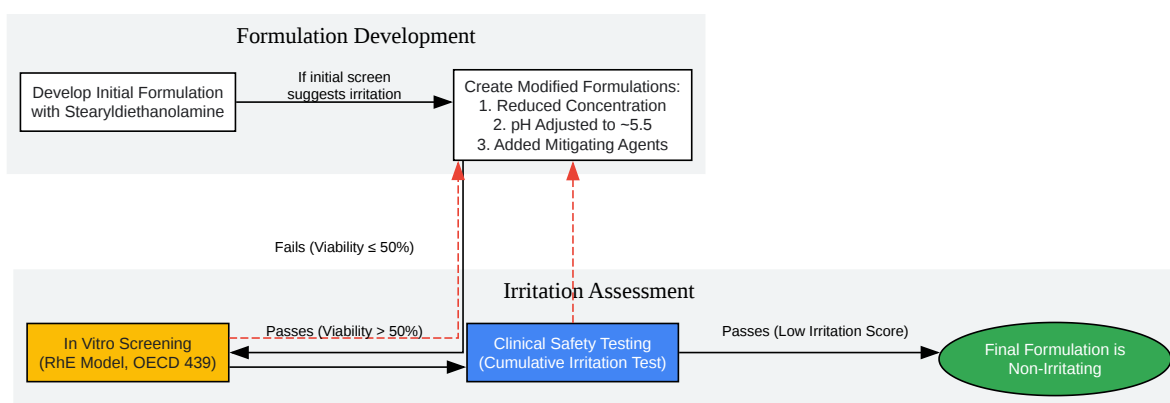 Formulation Development
Develop Initial Formulation
with Stearyldiethanolamine
If initial screen
suggests irritation
Create Modified Formulations:
1. Reduced Concentration
2. pH Adjusted to ~5.5
3. Added Mitigating Agents
Fails (Viability ≤ 50%)
Irritation Assessment
In Vitro Screening
(RhE Model, OECD 439)
Passes (Viability > 50%)
Clinical Safety Testing
(Cumulative Irritation Test)
Passes (Low Irritation Score)
Final Formulation is
Non-Irritating